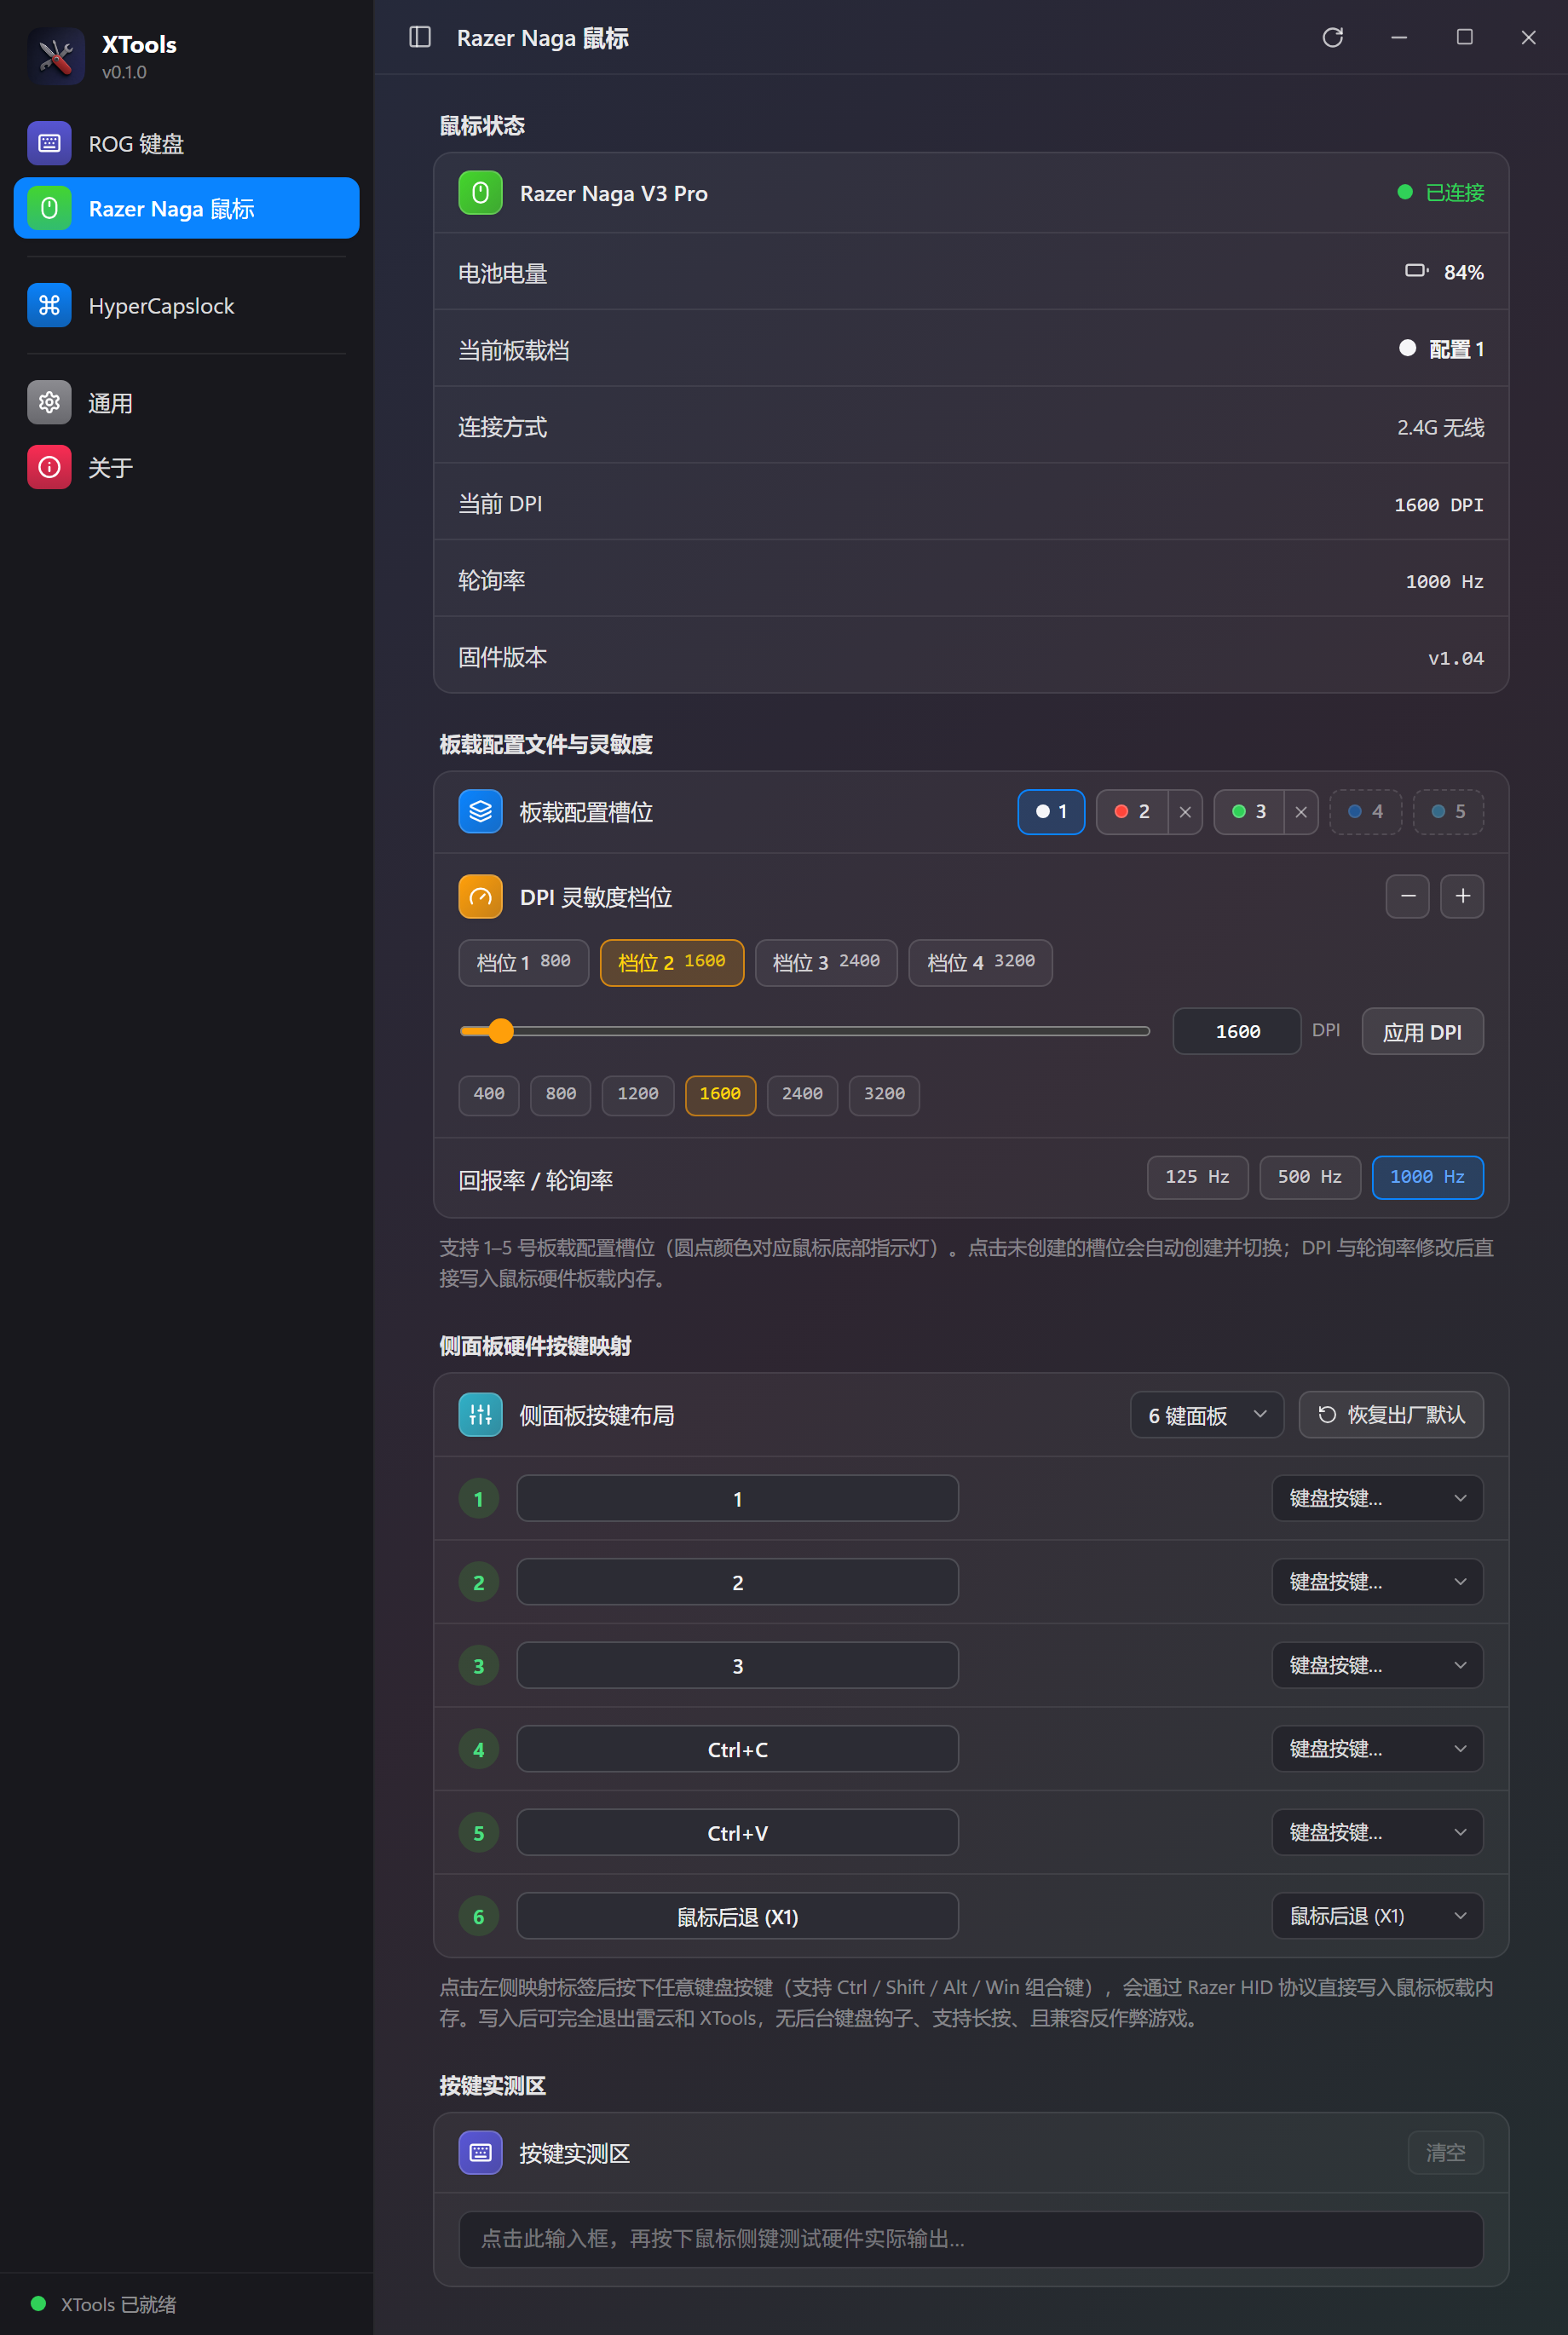 XTools
v0.1.0
ROG 键盘
Razer Naga 鼠标
HyperCapslock
通用
关于
XTools 已就绪
Razer Naga 鼠标
鼠标状态
Razer Naga V3 Pro
已连接
电池电量
84%
当前板载档
配置 1
连接方式
2.4G 无线
当前 DPI
1600 DPI
轮询率
1000 Hz
固件版本
v1.04
板载配置文件与灵敏度
板载配置槽位
1 2 3 4 5
DPI 灵敏度档位
档位 1 800 档位 2 1600 档位 3 2400 档位 4 3200
1600 DPI 应用 DPI
400 800 1200 1600 2400 3200
回报率 / 轮询率
125 Hz 500 Hz 1000 Hz
支持 1–5 号板载配置槽位（圆点颜色对应鼠标底部指示灯）。点击未创建的槽位会自动创建并切换；DPI 与轮询率修改后直
接写入鼠标硬件板载内存。
侧面板硬件按键映射
侧面板按键布局
6 键面板
恢复出厂默认
1 1 键盘按键...
2 2 键盘按键...
3 3 键盘按键...
4 Ctrl+C 键盘按键...
5 Ctrl+V 键盘按键...
6 鼠标后退 (X1) 鼠标后退 (X1)
点击左侧映射标签后按下任意键盘按键（支持 Ctrl / Shift / Alt / Win 组合键），会通过 Razer HID 协议直接写入鼠标板载内
存。写入后可完全退出雷云和 XTools，无后台键盘钩子、支持长按、且兼容反作弊游戏。
按键实测区
按键实测区
清空
点击此输入框，再按下鼠标侧键测试硬件实际输出...